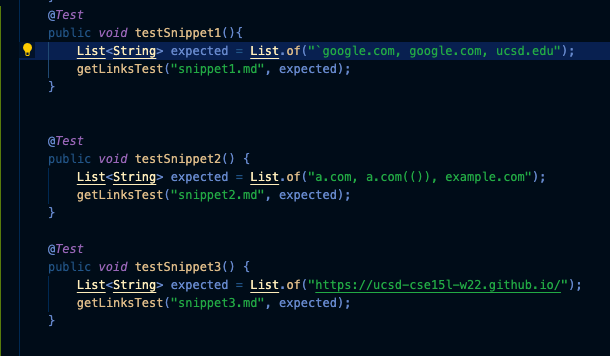 @Test
public void testSnippet1(){
List<String> expected = List.of("`google.com, google.com, ucsd.edu");
getLinksTest("snippet1.md", expected);
}
@Test
public void testSnippet2() {
List<String> expected = List.of("a.com, a.com(()), example.com");
getLinksTest("snippet2.md", expected);
}
@Test
public void testSnippet3() {
List<String> expected = List.of("https://ucsd-cse15l-w22.github.io/");
getLinksTest("snippet3.md", expected);
}